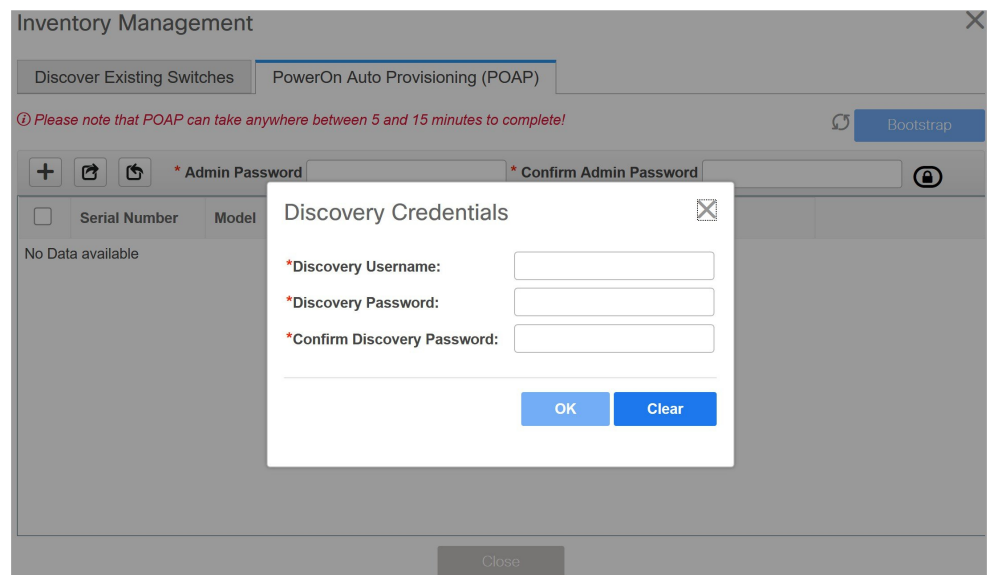 Inventory Management
Discover Existing Switches PowerOn Auto Provisioning (POAP)
Please note that POAP can take anywhere between 5 and 15 minutes to complete! Bootstrap
* Admin Password * Confirm Admin Password
Serial Number Model
No Data available
Discovery Credentials
*Discovery Username:
*Discovery Password:
*Confirm Discovery Password:
OK Clear
Close